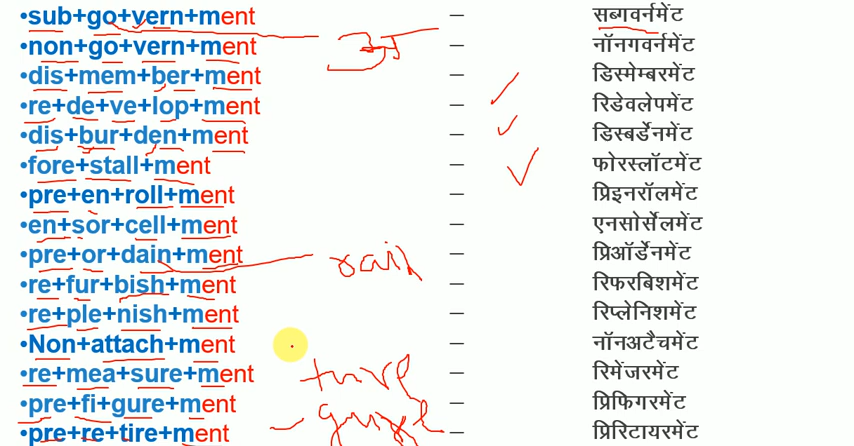 •sub+go+vern+ment – सब्गवर्नमेंट
•non+go+vern+ment – नॉनगवर्नमेंट
•dis+mem+ber+ment – डिस्मेम्बरमेंट
•re+de+ve+lop+ment – रिडेवलेपमेंट
•dis+bur+den+ment – डिस्बर्डेनमेंट
•fore+stall+ment – फोरस्लॉटमेंट
•pre+en+roll+ment – प्रिइनरॉलमेंट
•en+sor+cell+ment – एनसोर्सेलमेंट
•pre+or+dain+ment – प्रिऑर्डेनमेंट
•re+fur+bish+ment – रिफरबिशमेंट
•re+ple+nish+ment – रिप्लेनिशमेंट
•Non+attach+ment – नॉनअटैचमेंट
•re+mea+sure+ment – रिमेंजरमेंट
•pre+fi+gure+ment – प्रिफिगरमेंट
•pre+re+tire+ment – प्रिरिटायरमेंट